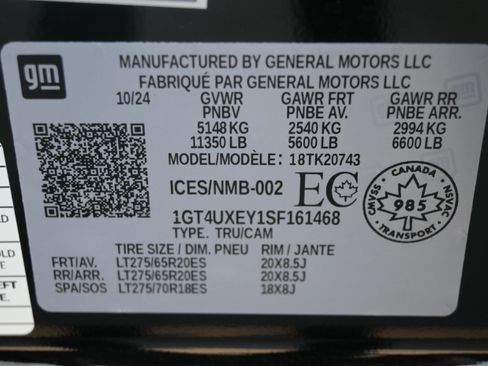 gm
MANUFACTURED BY GENERAL MOTORS LLC
FABRIQUÉ PAR GENERAL MOTORS LLC
10/24 GVWR GAWR FRT GAWR RR
PNBV PNBE AV. PNBE ARR.
5148 KG 2540 KG 2994 KG
11350 LB 5600 LB 6600 LB
MODEL/MODÈLE: 18TK20743
ICES/NMB-002 EC
CANADA
CMVSS 985 NSVAC
TRANSPORT
1GT4UXEY1SF161468
TYPE: TRU/CAM
TIRE SIZE / DIM. PNEU RIM / JANTE
FRT/AV. LT275/65R20ES 20X8.5J
RR/ARR. LT275/65R20ES 20X8.5J
SPA/SOS LT275/70R18ES 18X8J